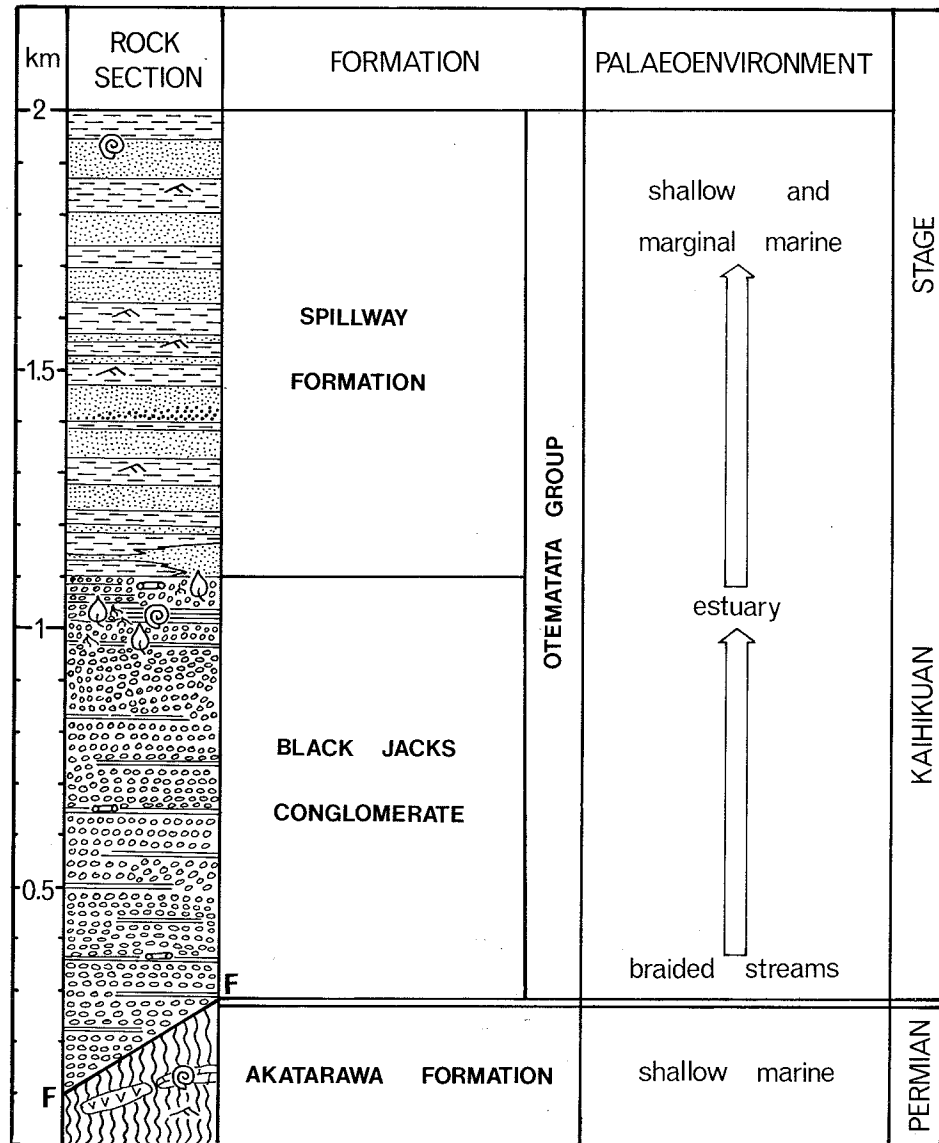 km
ROCK
SECTION
FORMATION
PALAEOENVIRONMENT
2
1.5
1
0.5
SPILLWAY
FORMATION
BLACK JACKS
CONGLOMERATE
AKATARAWA FORMATION
OTEMATATA GROUP
shallow and
marginal marine
estuary
braided streams
shallow marine
KAIHIKUAN STAGE
PERMIAN
F
F